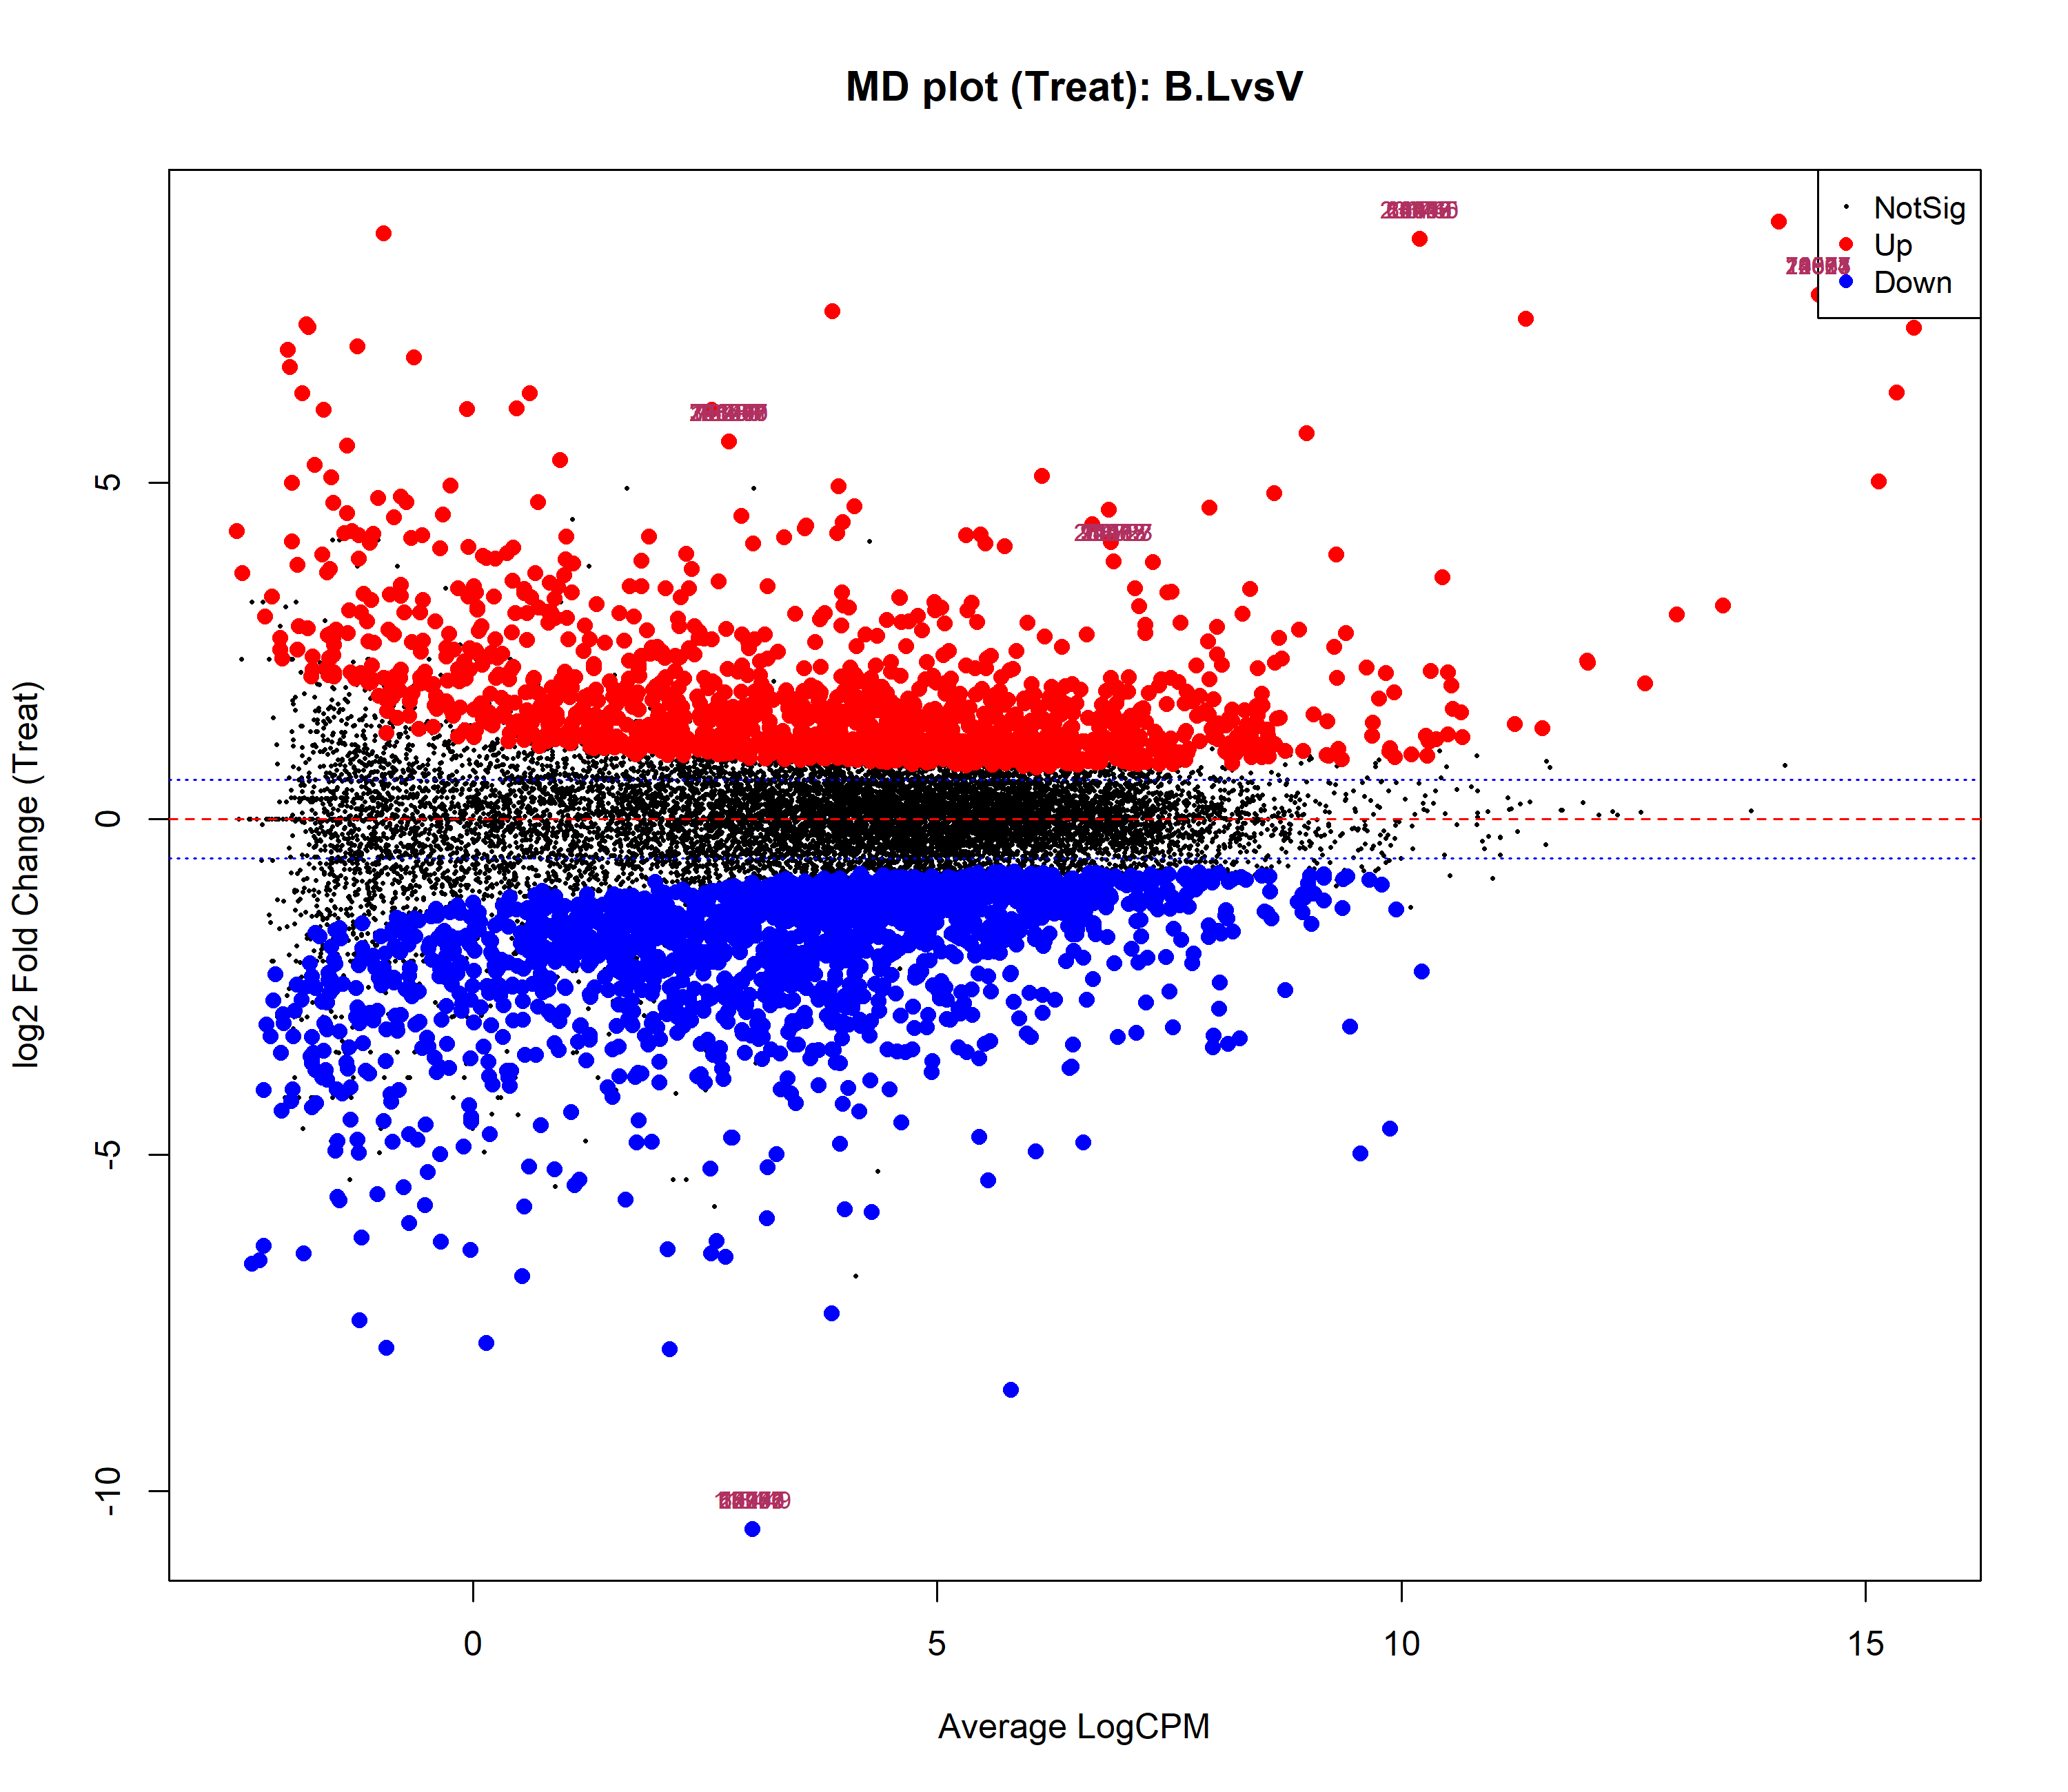 MD plot (Treat): B.LvsV
NotSig
Up
Down
log2 Fold Change (Treat)
5
0
-5
-10
0
5
10
15
Average LogCPM